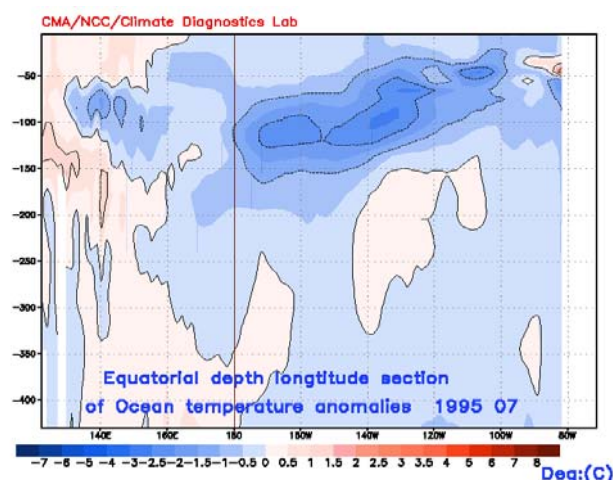 CMA/NCC/Climate Diagnostics Lab
-50
-100
-150
-200
-250
-300
-350
-400
Equatorial depth longtitude section
of Ocean temperature anomalies 1995 07
140E 160E 180 160W 140W 120W 100W 80W
-7 -6 -5 -4 -3 -2.5 -2 -1.5 -1 -0.5 0 0.5 1 1.5 2 2.5 3 3.5 4 5 6 7 8
Deg:(C)